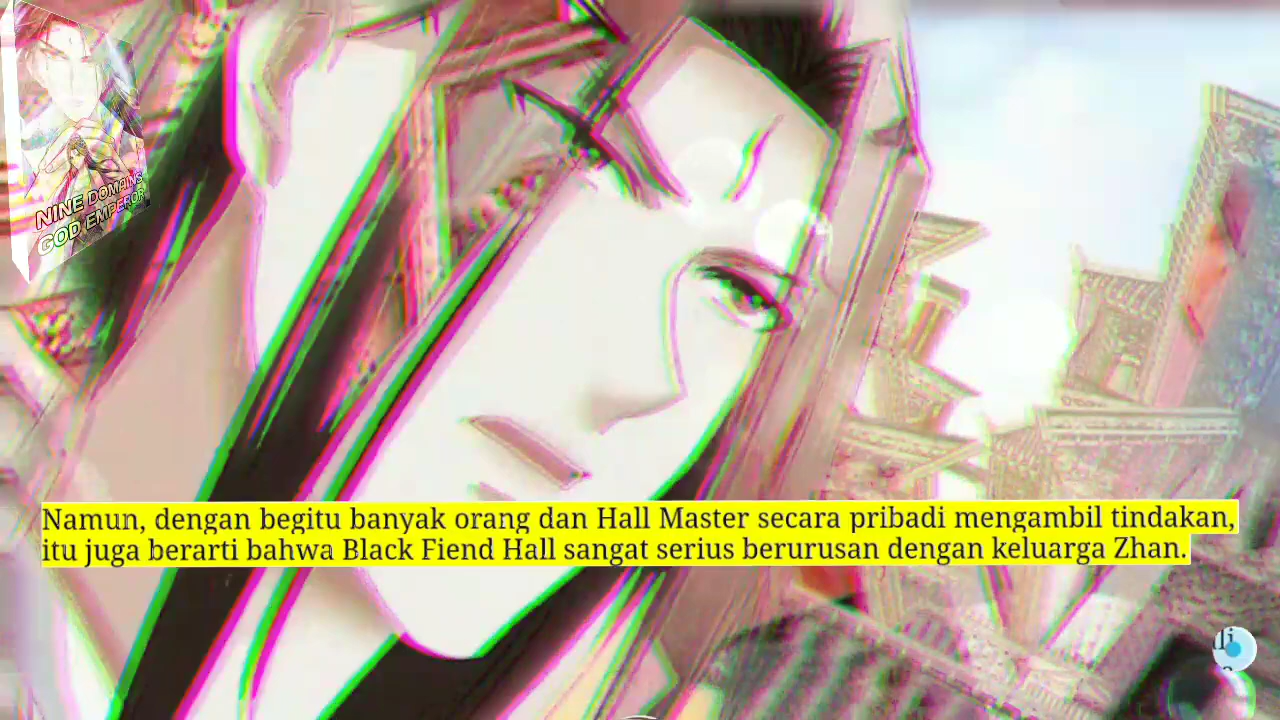 NINE DOMAINS
GOD EMPEROR
Namun, dengan begitu banyak orang dan Hall Master secara pribadi mengambil tindakan,
itu juga berarti bahwa Black Fiend Hall sangat serius berurusan dengan keluarga Zhan.